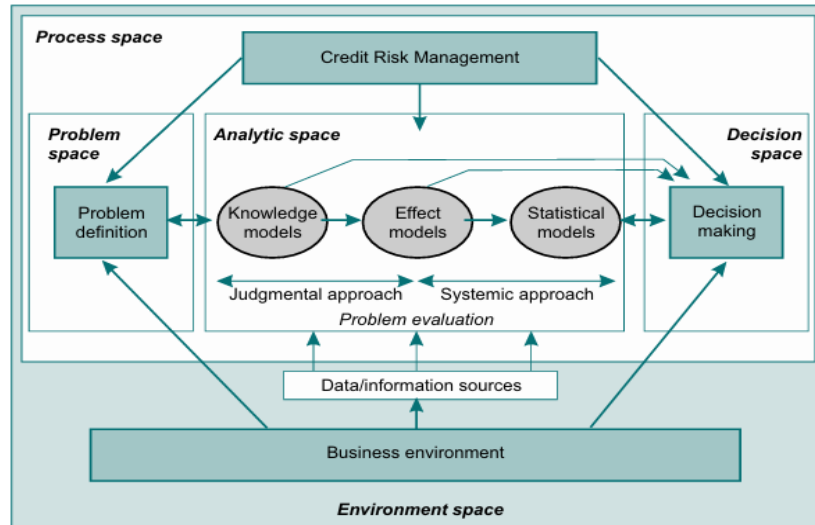 Process space
Credit Risk Management
Problem
space
Analytic space
Decision
space
Problem
definition
Knowledge
models
Effect
models
Statistical
models
Decision
making
Judgmental approach
Systemic approach
Problem evaluation
Data/information sources
Business environment
Environment space